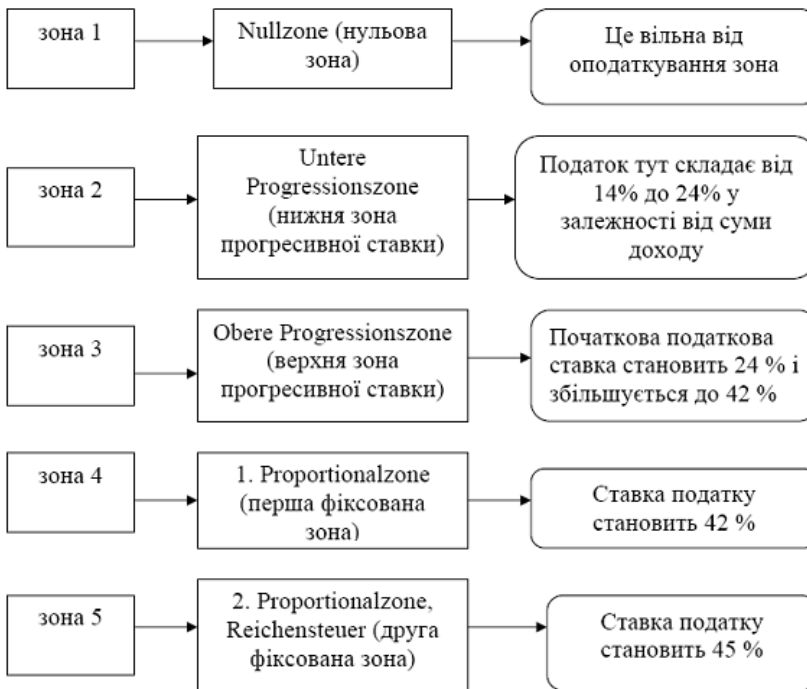 зона 1
Nullzone (нульова
зона)
Це вільна від
оподаткування зона
зона 2
Untere
Progressionszone
(нижня зона
прогресивної ставки)
Податок тут складає від
14% до 24% у
залежності від суми
доходу
зона 3
Obere Progressionszone
(верхня зона
прогресивної ставки)
Початкова податкова
ставка становить 24 % і
збільшується до 42 %
зона 4
1. Proportionalzone
(перша фіксована
зона)
Ставка податку
становить 42 %
зона 5
2. Proportionalzone,
Reichensteuer (друга
фіксована зона)
Ставка податку
становить 45 %